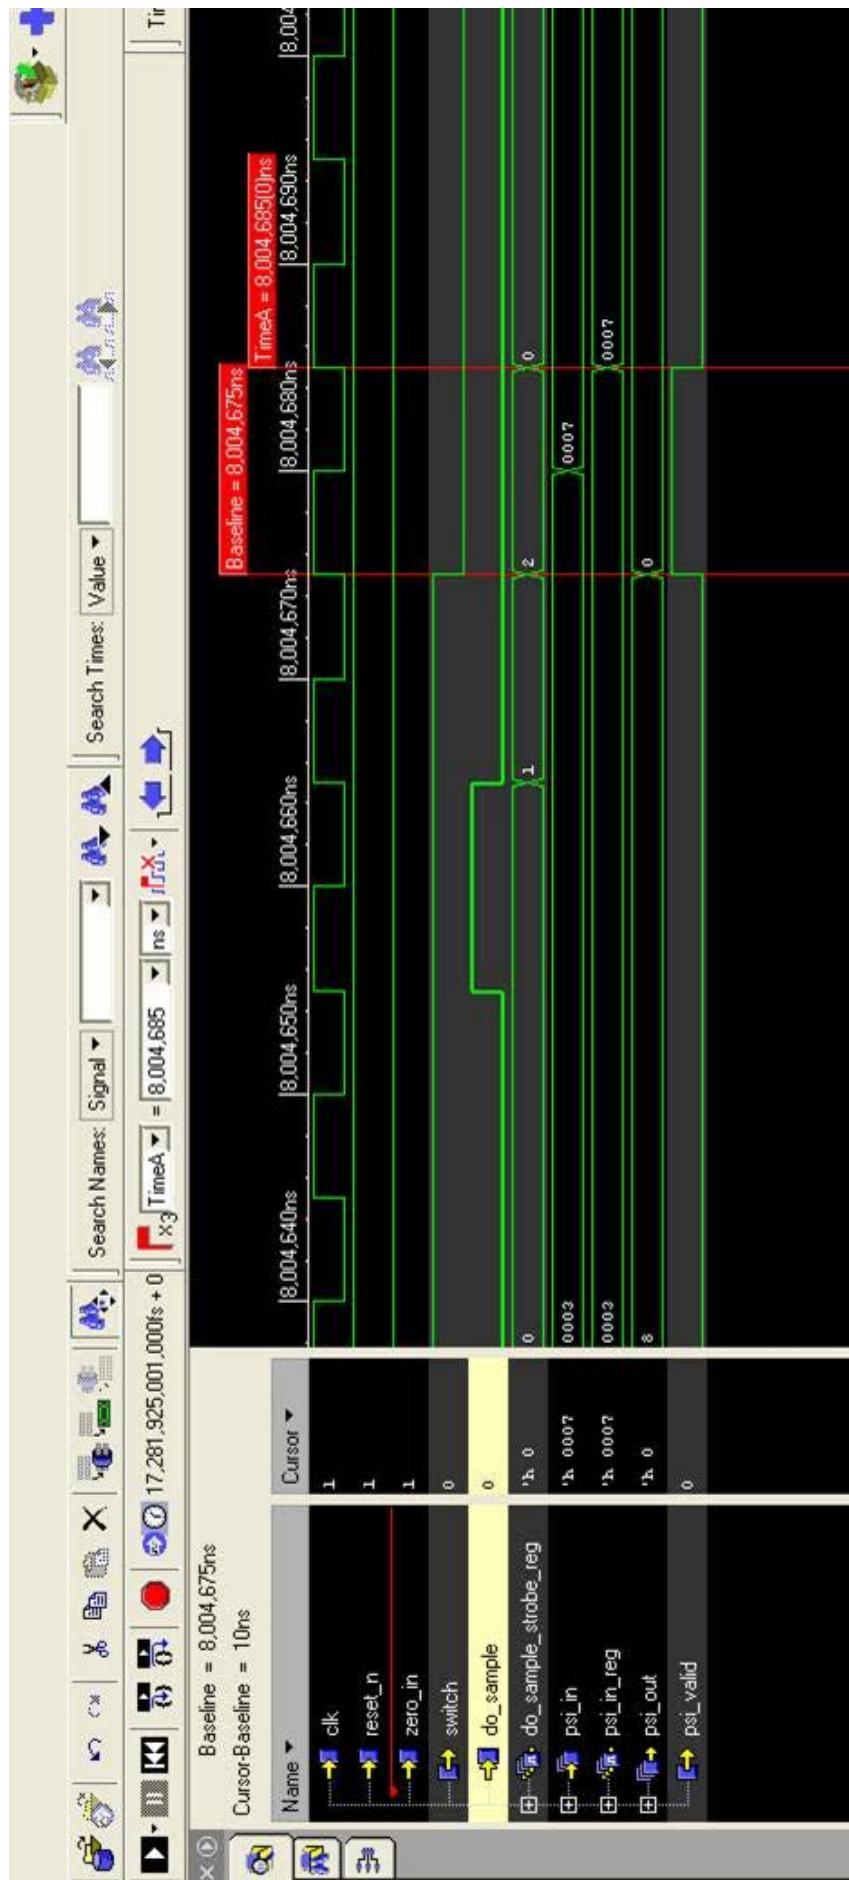 Ti
Search Names: Signal Search Times: Value
17,281,925,001,000fs + 0
x3 TimeA = 8,004,685 ns
Baseline = 8,004,675ns
Cursor-Baseline = 10ns
Baseline = 8,004,675ns
TimeA = 8,004,685(0)ns
Name Cursor
8,004,640ns 8,004,650ns 8,004,660ns 8,004,670ns 8,004,680ns 8,004,690ns 8,004
clk 1
reset_n 1
zero_in 1
switch 0
do_sample 0
do_sample_strobe_reg 'h 0 0 1 2 0
psi_in 'h 0007 0003 0007
psi_in_reg 'h 0007 0003 0007
psi_out 'h 0 8 0
psi_valid 0